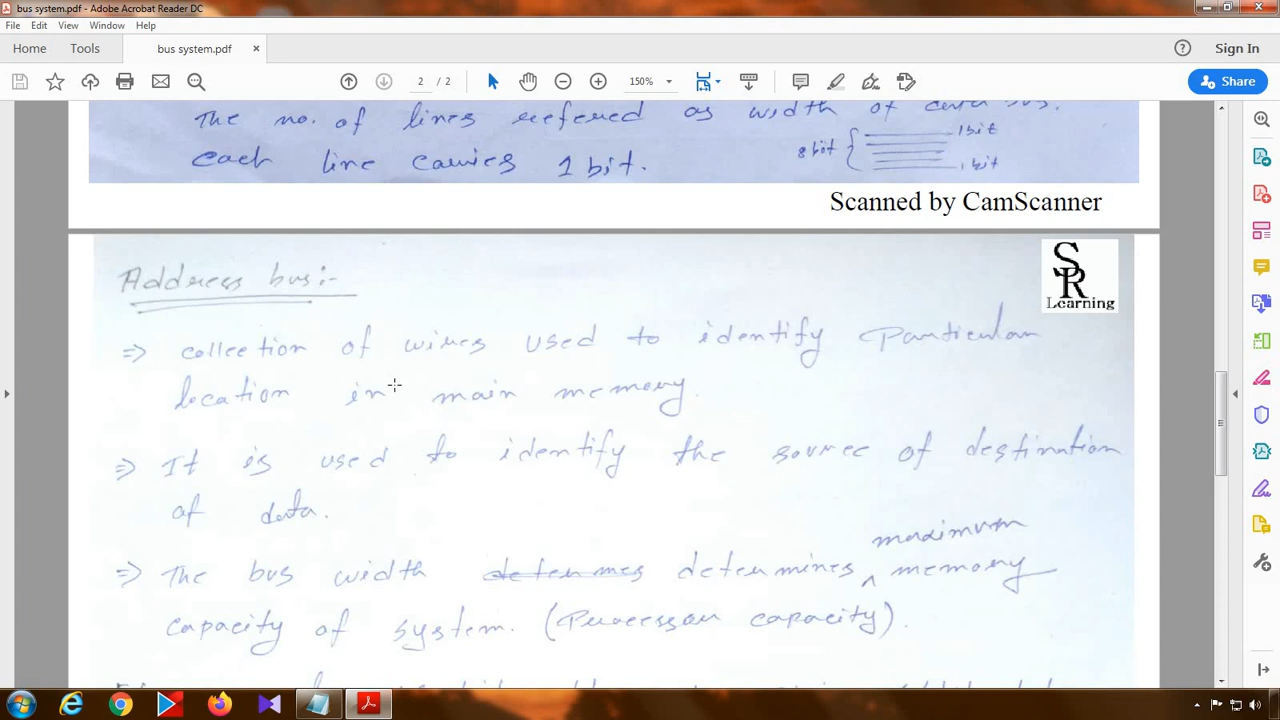 bus system.pdf - Adobe Acrobat Reader DC
File Edit View Window Help
Home Tools bus system.pdf × Sign In
2 / 2 150% Share
The no. of lines referred as width of data bus.
8 bit 1 bit
Each line carries 1 bit. 1 bit
Scanned by CamScanner
SR
Learning
Address bus:-
⇒ collection of wires used to identify particular
location in main memory.
⇒ It is used to identify the source of destination
of data.
maximum
⇒ The bus width determines ^ memory
capacity of system. (Processor capacity).